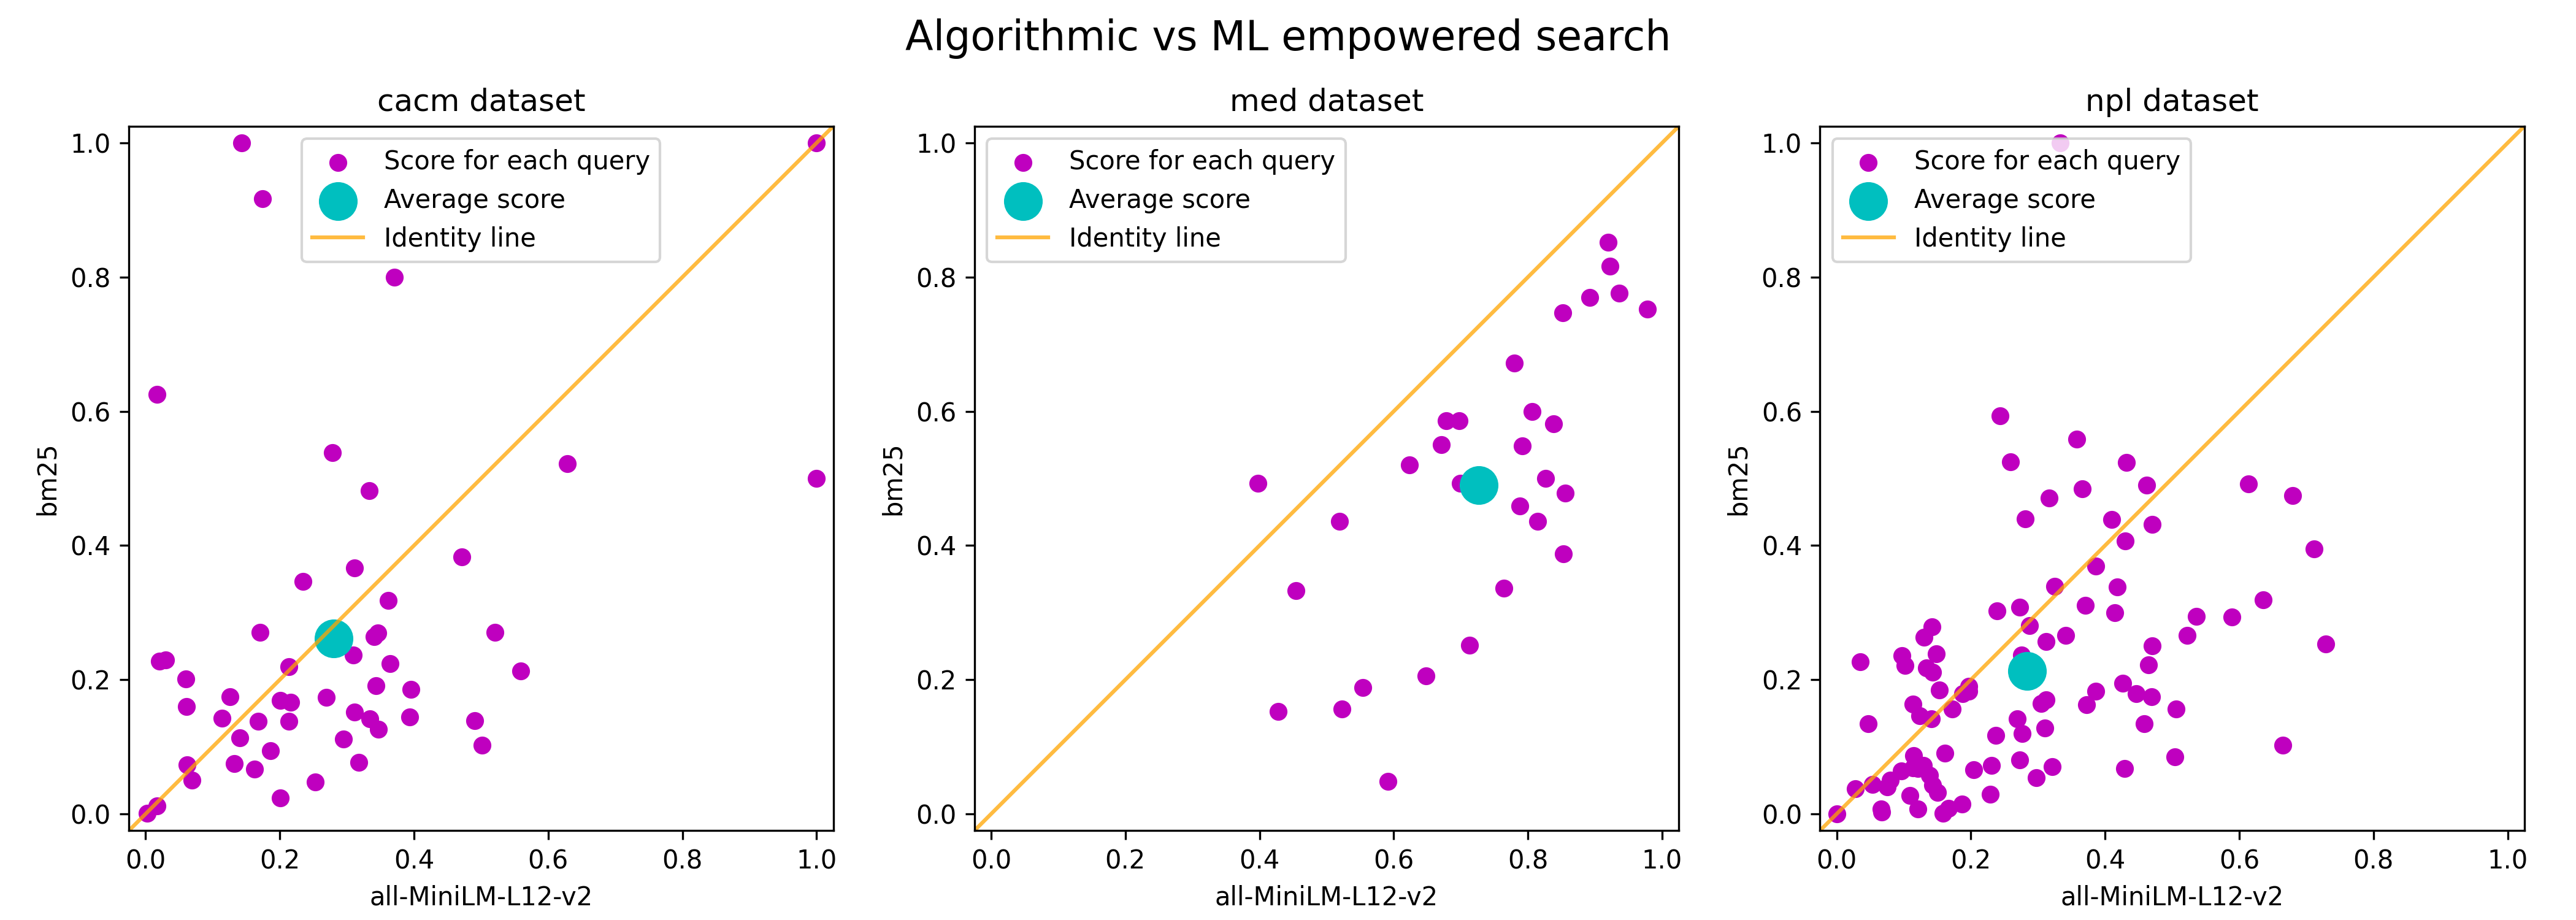 Algorithmic vs ML empowered search
cacm dataset
1.0
0.8
0.6
0.4
0.2
0.0
bm25
Score for each query
Average score
Identity line
0.0 0.2 0.4 0.6 0.8 1.0
all-MiniLM-L12-v2
med dataset
1.0
0.8
0.6
0.4
0.2
0.0
bm25
Score for each query
Average score
Identity line
0.0 0.2 0.4 0.6 0.8 1.0
all-MiniLM-L12-v2
npl dataset
1.0
0.8
0.6
0.4
0.2
0.0
bm25
Score for each query
Average score
Identity line
0.0 0.2 0.4 0.6 0.8 1.0
all-MiniLM-L12-v2